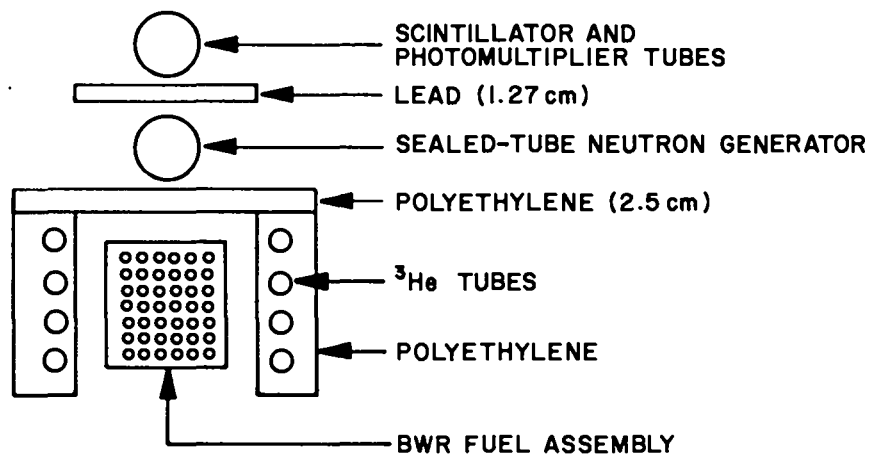 SCINTILLATOR AND
PHOTOMULTIPLIER TUBES
LEAD (1.27 cm)
SEALED-TUBE NEUTRON GENERATOR
POLYETHYLENE (2.5 cm)
³He TUBES
POLYETHYLENE
BWR FUEL ASSEMBLY